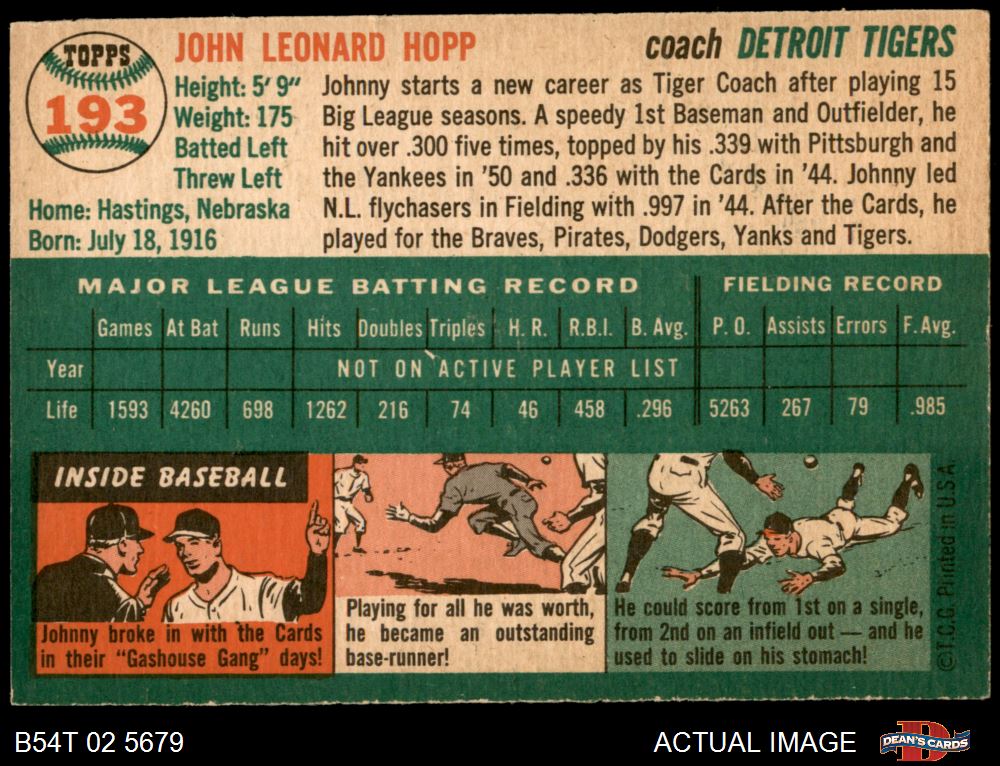 TOPPS
193
JOHN LEONARD HOPP
coach DETROIT TIGERS
Height: 5' 9"
Weight: 175
Batted Left
Threw Left
Home: Hastings, Nebraska
Born: July 18, 1916
Johnny starts a new career as Tiger Coach after playing 15
Big League seasons. A speedy 1st Baseman and Outfielder, he
hit over .300 five times, topped by his .339 with Pittsburgh and
the Yankees in '50 and .336 with the Cards in '44. Johnny led
N.L. flychasers in Fielding with .997 in '44. After the Cards, he
played for the Braves, Pirates, Dodgers, Yanks and Tigers.
MAJOR LEAGUE BATTING RECORD FIELDING RECORD
Games At Bat Runs Hits Doubles Triples H. R. R.B.I. B. Avg. P. O. Assists Errors F. Avg.
Year NOT ON ACTIVE PLAYER LIST
Life 1593 4260 698 1262 216 74 46 458 .296 5263 267 79 .985
INSIDE BASEBALL
Johnny broke in with the Cards
in their "Gashouse Gang" days!
Playing for all he was worth,
he became an outstanding
base-runner!
He could score from 1st on a single,
from 2nd on an infield out — and he
used to slide on his stomach!
©T.C.G. Printed in U.S.A.
B54T 02 5679
ACTUAL IMAGE
D
DEAN'S CARDS